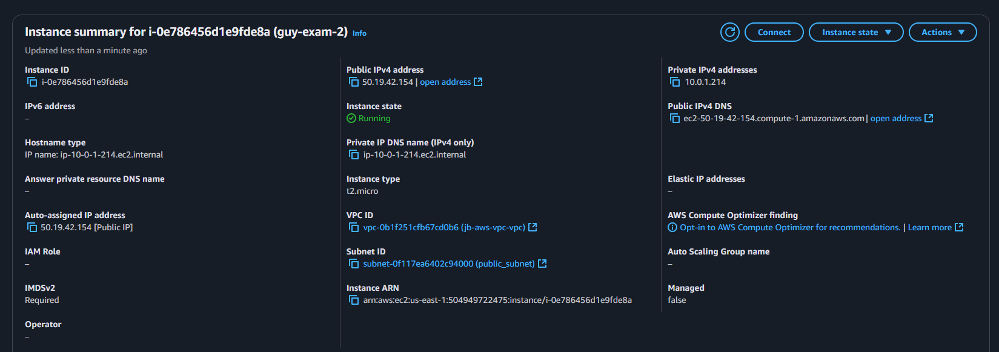 Instance summary for i-0e786456d1e9fde8a (guy-exam-2) Info
Connect
Instance state
Actions
Updated less than a minute ago
Instance ID
i-0e786456d1e9fde8a
Public IPv4 address
50.19.42.154 | open address
Private IPv4 addresses
10.0.1.214
IPv6 address
–
Instance state
Running
Public IPv4 DNS
ec2-50-19-42-154.compute-1.amazonaws.com | open address
Hostname type
IP name: ip-10-0-1-214.ec2.internal
Private IP DNS name (IPv4 only)
ip-10-0-1-214.ec2.internal
Answer private resource DNS name
–
Instance type
t2.micro
Elastic IP addresses
–
Auto-assigned IP address
50.19.42.154 [Public IP]
VPC ID
vpc-0b1f251cfb67cd0b6 (jb-aws-vpc-vpc)
AWS Compute Optimizer finding
Opt-in to AWS Compute Optimizer for recommendations. | Learn more
IAM Role
–
Subnet ID
subnet-0f117ea6402c94000 (public_subnet)
Auto Scaling Group name
–
IMDSv2
Required
Instance ARN
arn:aws:ec2:us-east-1:504949722475:instance/i-0e786456d1e9fde8a
Managed
false
Operator
–